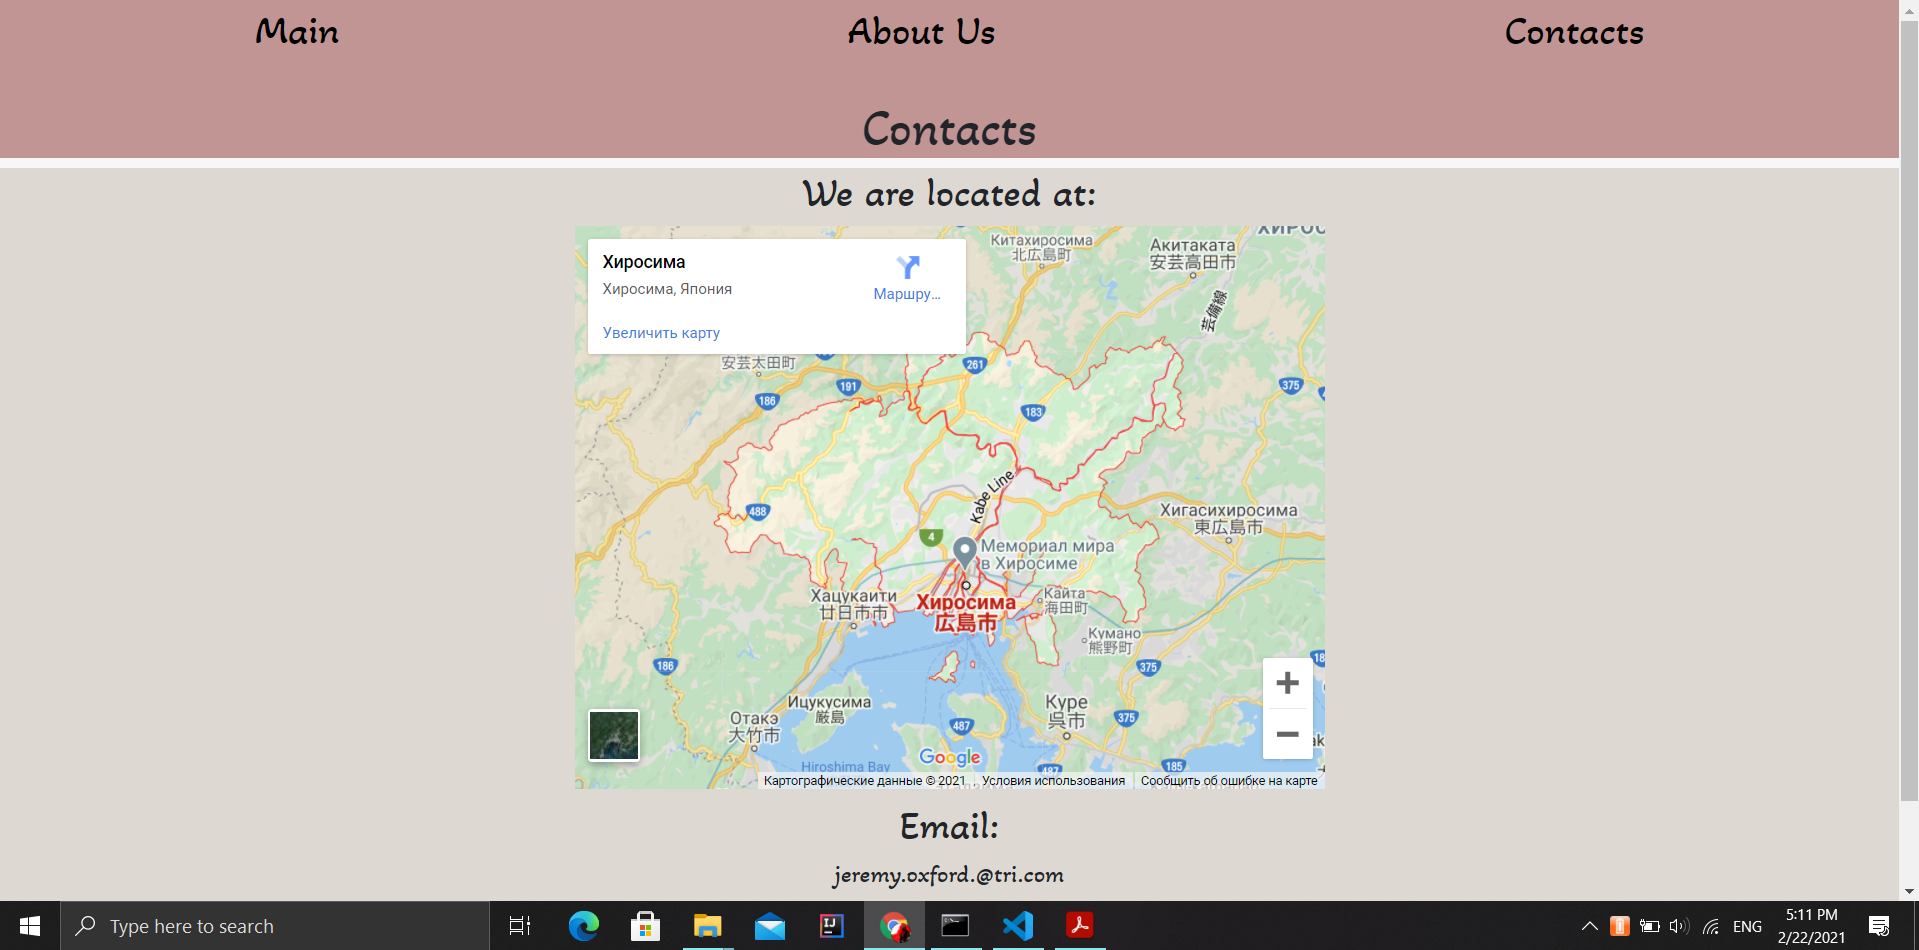 Main
About Us
Contacts
Contacts
We are located at:
Хиросима
Хиросима, Япония
Маршру...
Увеличить карту
Китахиросима
北広島町
Акитаката
安芸高田市
芸備線
安芸太田町
261
191
186
183
375
488
Kabe Line
4
Мемориал мира
в Хиросиме
Хигасихиросима
東広島市
Хацукаити
廿日市市
Хиросима
広島市
Кайта
海田町
Кумано
熊野町
186
375
Ицукусима
厳島
Отакэ
大竹市
Куре
呉市
375
487
Hiroshima Bay
Google
487
185
Картографические данные © 2021
Условия использования
Сообщить об ошибке на карте
Email:
jeremy.oxford.@tri.com
Type here to search
ENG
5:11 PM
2/22/2021